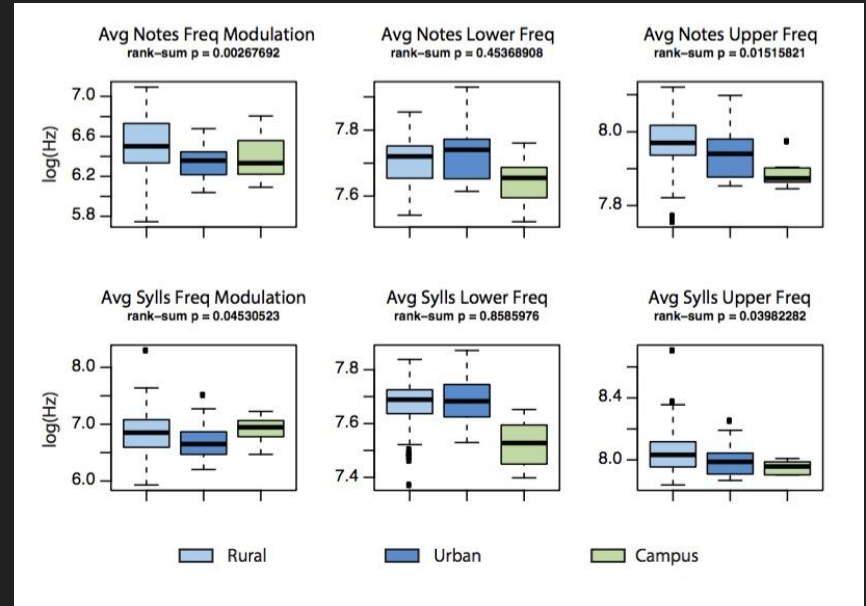 Avg Notes Freq Modulation
rank-sum p = 0.00267692
log(Hz)
7.0
6.6
6.2
5.8
Avg Notes Lower Freq
rank-sum p = 0.45368908
7.8
7.6
Avg Notes Upper Freq
rank-sum p = 0.01515821
8.0
7.8
Avg Sylls Freq Modulation
rank-sum p = 0.04530523
log(Hz)
8.0
7.0
6.0
Avg Sylls Lower Freq
rank-sum p = 0.8585976
7.8
7.6
7.4
Avg Sylls Upper Freq
rank-sum p = 0.03982282
8.4
8.0
Rural
Urban
Campus